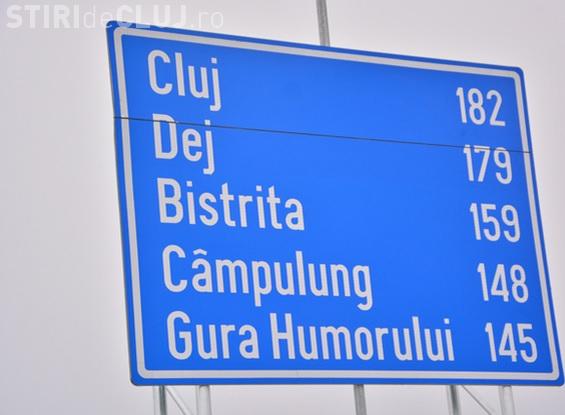 STIRIdeCLUJ.ro
Cluj 182
Dej 179
Bistrita 159
Câmpulung 148
Gura Humorului 145